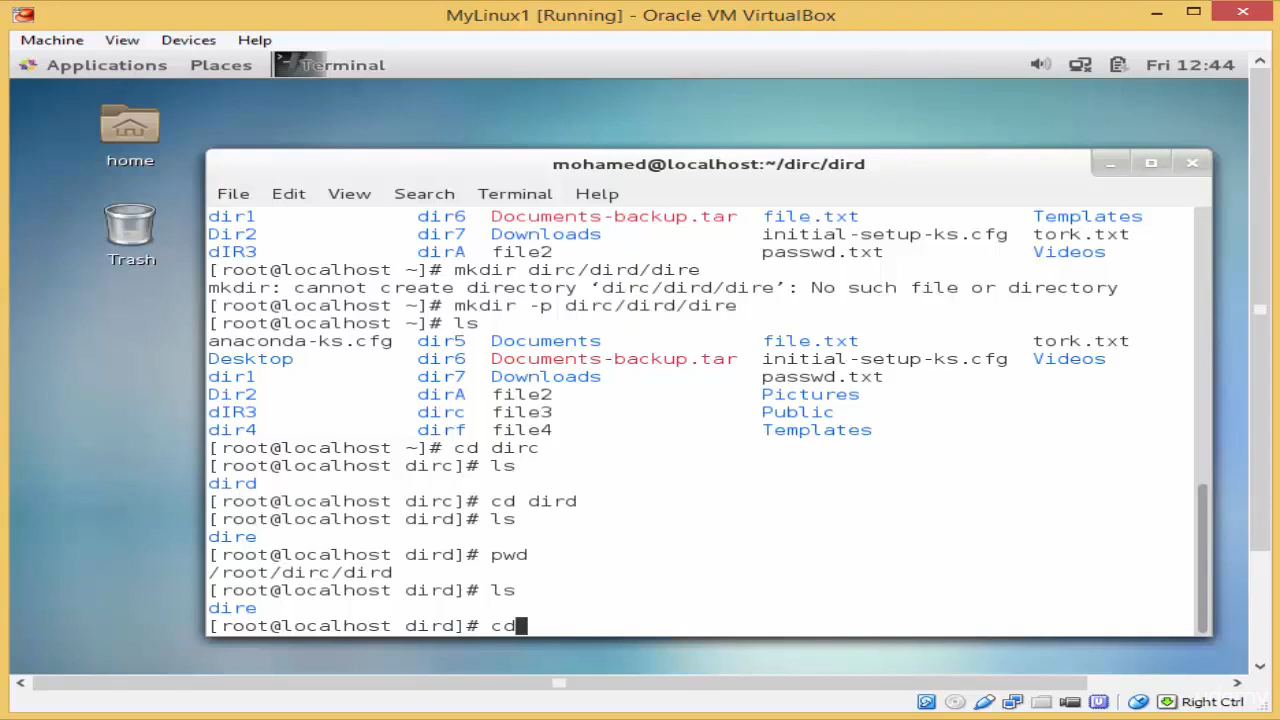 MyLinux1 [Running] - Oracle VM VirtualBox
Machine View Devices Help
Applications Places Terminal Fri 12:44
home
Trash
mohamed@localhost:~/dirc/dird
File Edit View Search Terminal Help
dir1 dir6 Documents-backup.tar file.txt Templates
Dir2 dir7 Downloads initial-setup-ks.cfg tork.txt
dIR3 dirA file2 passwd.txt Videos
[root@localhost ~]# mkdir dirc/dird/dire
mkdir: cannot create directory ‘dirc/dird/dire’: No such file or directory
[root@localhost ~]# mkdir -p dirc/dird/dire
[root@localhost ~]# ls
anaconda-ks.cfg dir5 Documents file.txt tork.txt
Desktop dir6 Documents-backup.tar initial-setup-ks.cfg Videos
dir1 dir7 Downloads passwd.txt
Dir2 dirA file2 Pictures
dIR3 dirc file3 Public
dir4 dirf file4 Templates
[root@localhost ~]# cd dirc
[root@localhost dirc]# ls
dird
[root@localhost dirc]# cd dird
[root@localhost dird]# ls
dire
[root@localhost dird]# pwd
/root/dirc/dird
[root@localhost dird]# ls
dire
[root@localhost dird]# cd
Right Ctrl